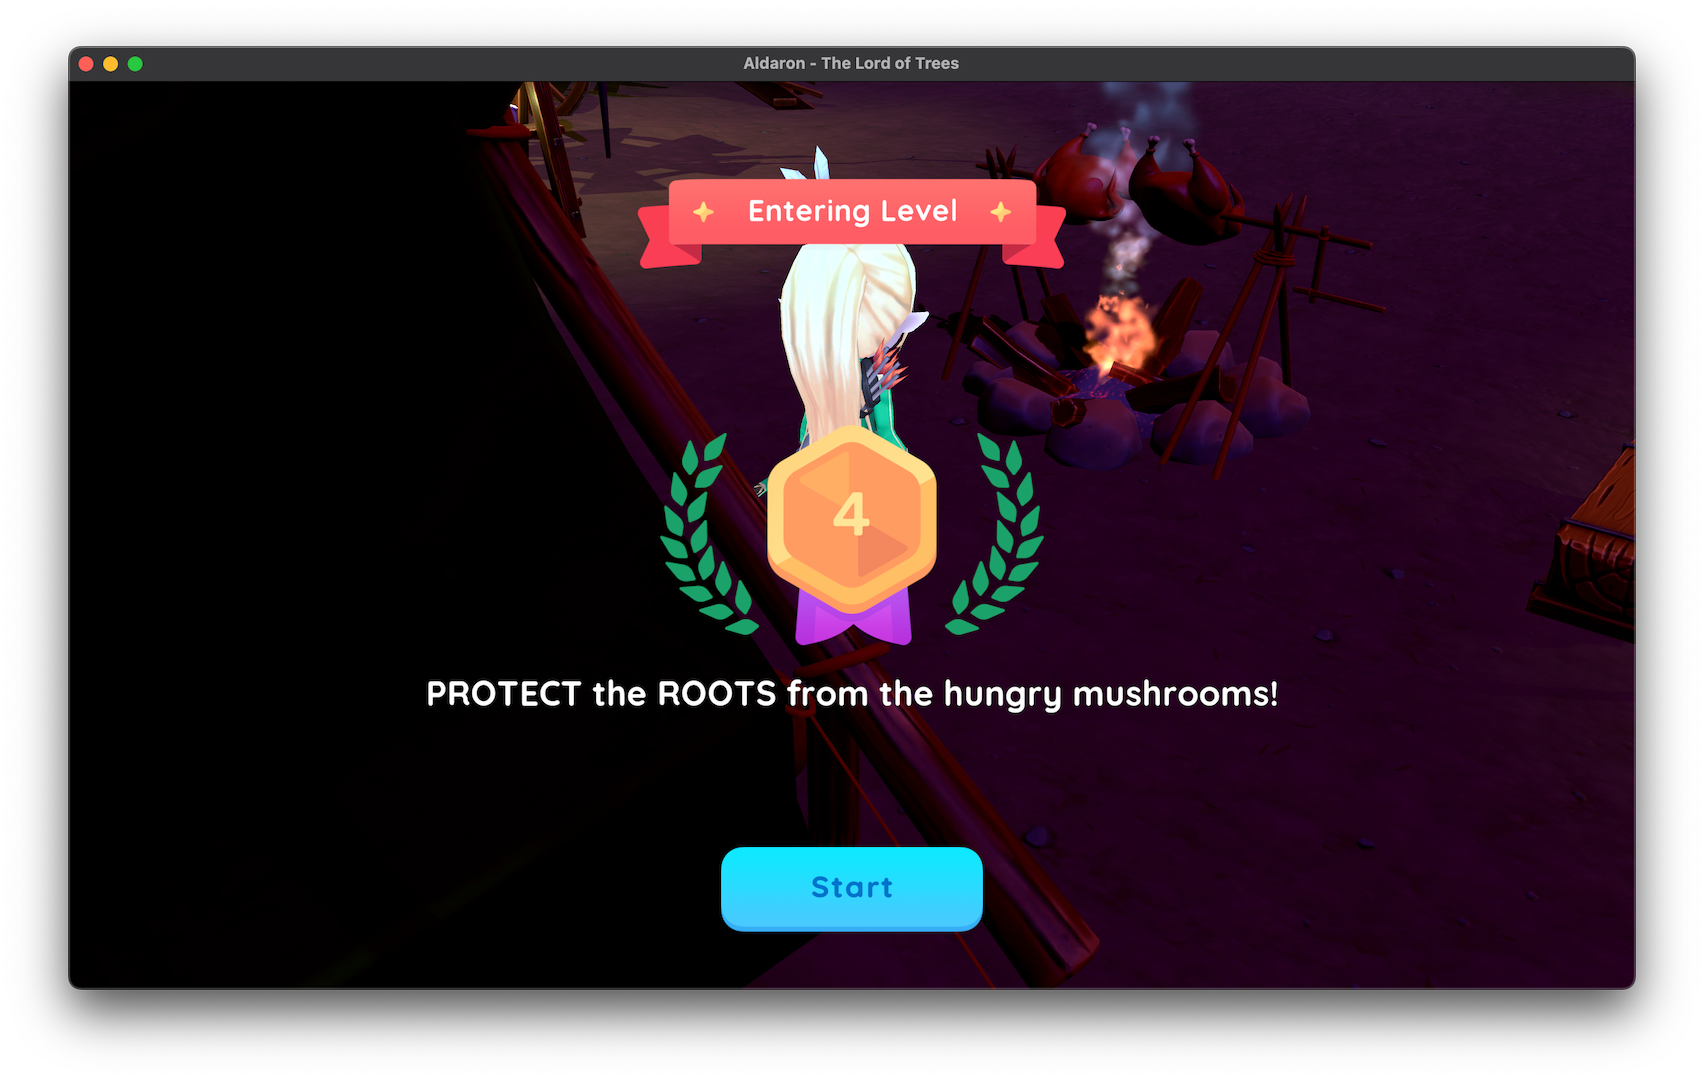 Aldaron - The Lord of Trees
Entering Level
4
PROTECT the ROOTS from the hungry mushrooms!
Start